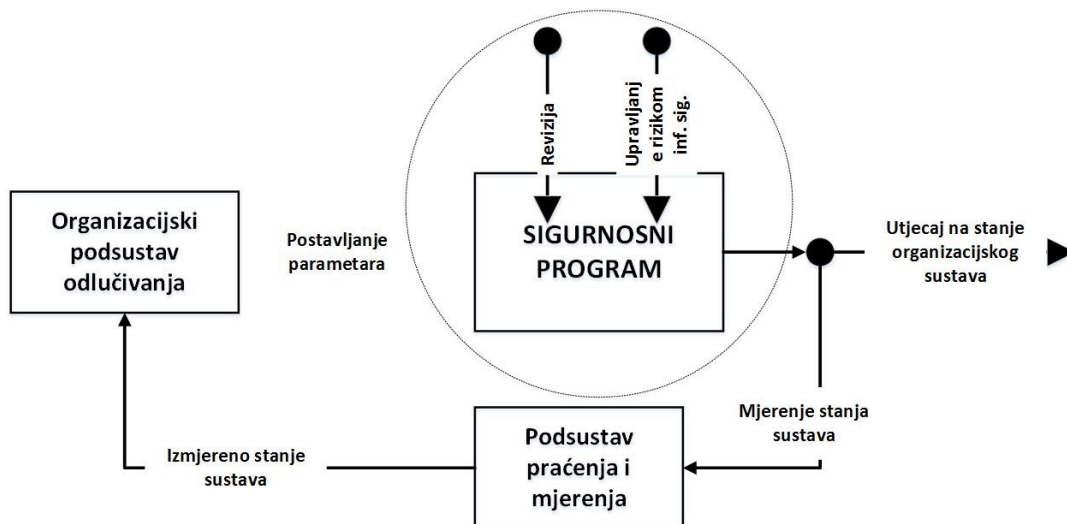 Revizija
Upravljanj
e rizikom
inf. sig.
Organizacijski
podsustav
odlučivanja
Postavljanje
parametara
SIGURNOSNI
PROGRAM
Utjecaj na stanje
organizacijskog
sustava
Mjerenje stanja
sustava
Podsustav
praćenja i
mjerenja
Izmjereno stanje
sustava